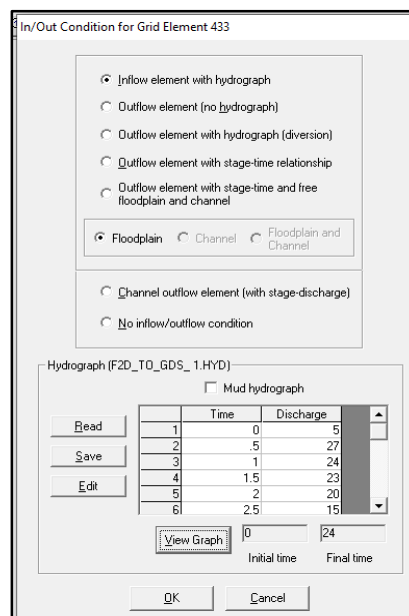 In/Out Condition for Grid Element 433
Inflow element with hydrograph
Outflow element (no hydrograph)
Outflow element with hydrograph (diversion)
Outflow element with stage-time relationship
Outflow element with stage-time and free
floodplain and channel
Floodplain Channel Floodplain and
Channel
Channel outflow element (with stage-discharge)
No inflow/outflow condition
Hydrograph (F2D_TO_GDS_ 1.HYD)
Mud hydrograph
Read
Save
Edit
Time Discharge
1 0 5
2 .5 27
3 1 24
4 1.5 23
5 2 20
6 2.5 15
View Graph 0 24
Initial time Final time
OK Cancel